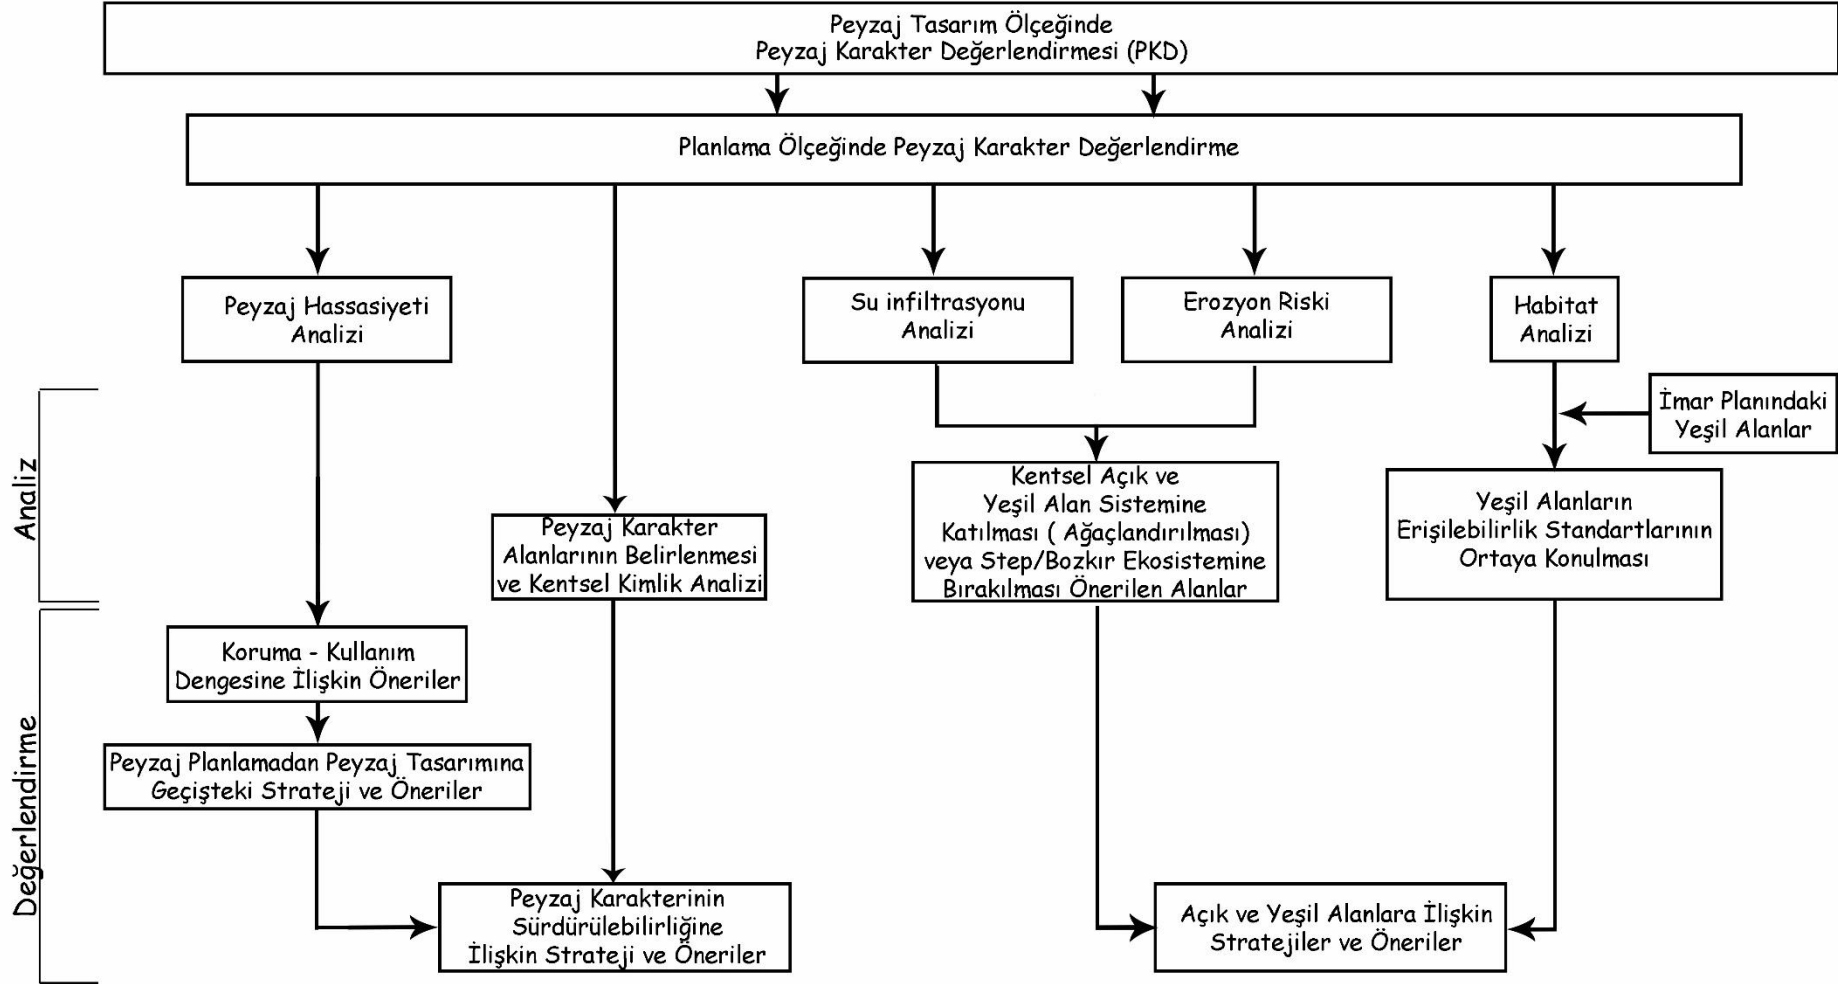 Peyzaj Tasarım Ölçeğinde
Peyzaj Karakter Değerlendirmesi (PKD)
Planlama Ölçeğinde Peyzaj Karakter Değerlendirme
Peyzaj Hassasiyeti
Analizi
Su infiltrasyonu
Analizi
Erozyon Riski
Analizi
Habitat
Analizi
İmar Planındaki
Yeşil Alanlar
Analiz
Peyzaj Karakter
Alanlarının Belirlenmesi
ve Kentsel Kimlik Analizi
Kentsel Açık ve
Yeşil Alan Sistemine
Katılması ( Ağaçlandırılması)
veya Step/Bozkır Ekosistemine
Bırakılması Önerilen Alanlar
Yeşil Alanların
Erişilebilirlik Standartlarının
Ortaya Konulması
Değerlendirme
Koruma - Kullanım
Dengesine İlişkin Öneriler
Peyzaj Planlamadan Peyzaj Tasarımına
Geçişteki Strateji ve Öneriler
Peyzaj Karakterinin
Sürdürülebilirliğine
İlişkin Strateji ve Öneriler
Açık ve Yeşil Alanlara İlişkin
Stratejiler ve Öneriler